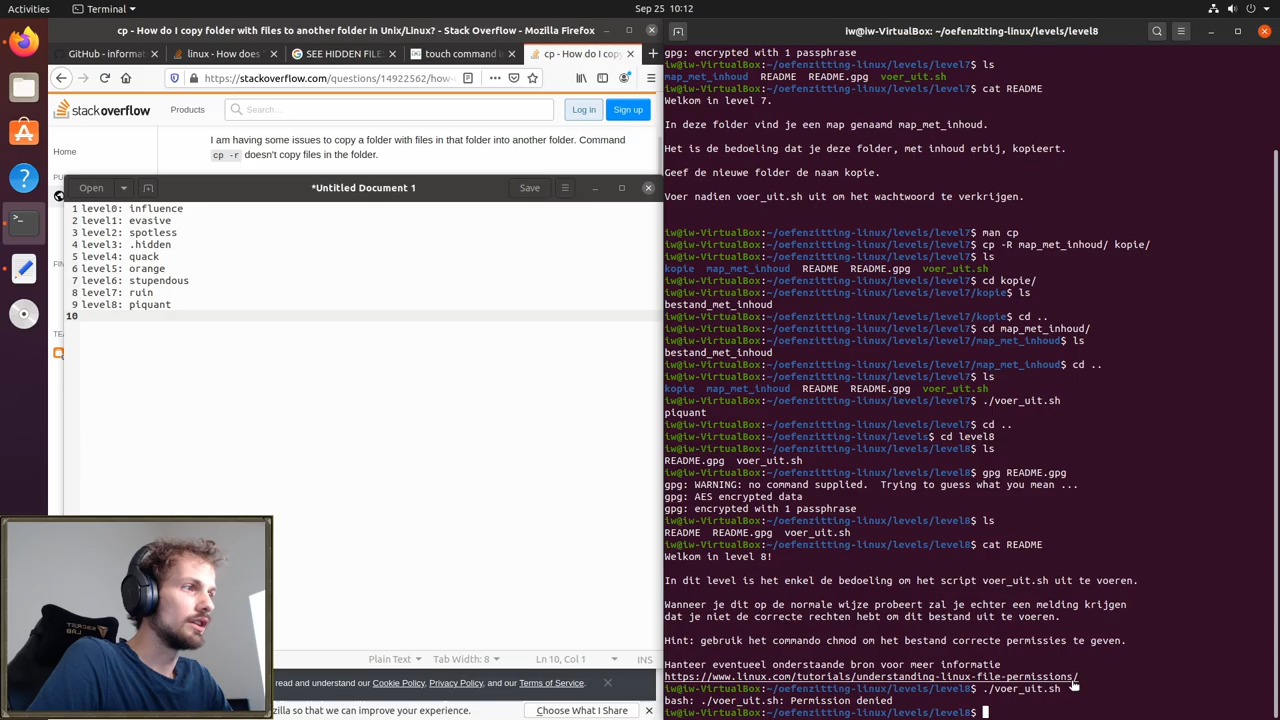 Activities
Terminal
Sep 25 10:12
cp - How do I copy folder with files to another folder in Unix/Linux? - Stack Overflow - Mozilla Firefox
GitHub - informat
linux - How does
SEE HIDDEN FILE
touch command in
cp - How do I copy
https://stackoverflow.com/questions/14922562/how-
stackoverflow
Products
Search...
Log in
Sign up
Home
I am having some issues to copy a folder with files in that folder into another folder. Command
cp -r doesn't copy files in the folder.
Open
*Untitled Document 1
Save
1 level0: influence
2 level1: evasive
3 level2: spotless
4 level3: .hidden
5 level4: quack
6 level5: orange
7 level6: stupendous
8 level7: ruin
9 level8: piquant
10
Plain Text
Tab Width: 8
Ln 10, Col 1
INS
read and understand our Cookie Policy, Privacy Policy, and our Terms of Service.
zilla so that we can improve your experience.
Choose What I Share
iw@iw-VirtualBox: ~/oefenzitting-linux/levels/level8
gpg: encrypted with 1 passphrase
iw@iw-VirtualBox:~/oefenzitting-linux/levels/level7$ ls
map_met_inhoud README README.gpg voer_uit.sh
iw@iw-VirtualBox:~/oefenzitting-linux/levels/level7$ cat README
Welkom in level 7.
In deze folder vind je een map genaamd map_met_inhoud.
Het is de bedoeling dat je deze folder, met inhoud erbij, kopieert.
Geef de nieuwe folder de naam kopie.
Voer nadien voer_uit.sh uit om het wachtwoord te verkrijgen.
iw@iw-VirtualBox:~/oefenzitting-linux/levels/level7$ man cp
iw@iw-VirtualBox:~/oefenzitting-linux/levels/level7$ cp -R map_met_inhoud/ kopie/
iw@iw-VirtualBox:~/oefenzitting-linux/levels/level7$ ls
kopie map_met_inhoud README README.gpg voer_uit.sh
iw@iw-VirtualBox:~/oefenzitting-linux/levels/level7$ cd kopie/
iw@iw-VirtualBox:~/oefenzitting-linux/levels/level7/kopie$ ls
bestand_met_inhoud
iw@iw-VirtualBox:~/oefenzitting-linux/levels/level7/kopie$ cd ..
iw@iw-VirtualBox:~/oefenzitting-linux/levels/level7$ cd map_met_inhoud/
iw@iw-VirtualBox:~/oefenzitting-linux/levels/level7/map_met_inhoud$ ls
bestand_met_inhoud
iw@iw-VirtualBox:~/oefenzitting-linux/levels/level7/map_met_inhoud$ cd ..
iw@iw-VirtualBox:~/oefenzitting-linux/levels/level7$ ls
kopie map_met_inhoud README README.gpg voer_uit.sh
iw@iw-VirtualBox:~/oefenzitting-linux/levels/level7$ ./voer_uit.sh
piquant
iw@iw-VirtualBox:~/oefenzitting-linux/levels/level7$ cd ..
iw@iw-VirtualBox:~/oefenzitting-linux/levels$ cd level8
iw@iw-VirtualBox:~/oefenzitting-linux/levels/level8$ ls
README.gpg voer_uit.sh
iw@iw-VirtualBox:~/oefenzitting-linux/levels/level8$ gpg README.gpg
gpg: WARNING: no command supplied. Trying to guess what you mean ...
gpg: AES encrypted data
gpg: encrypted with 1 passphrase
iw@iw-VirtualBox:~/oefenzitting-linux/levels/level8$ ls
README README.gpg voer_uit.sh
iw@iw-VirtualBox:~/oefenzitting-linux/levels/level8$ cat README
Welkom in level 8!
In dit level is het enkel de bedoeling om het script voer_uit.sh uit te voeren.
Wanneer je dit op de normale wijze probeert zal je echter een melding krijgen
dat je niet de correcte rechten hebt om dit bestand uit te voeren.
Hint: gebruik het commando chmod om het bestand correcte permissies te geven.
Hanteer eventueel onderstaande bron voor meer informatie
https://www.linux.com/tutorials/understanding-linux-file-permissions/
iw@iw-VirtualBox:~/oefenzitting-linux/levels/level8$ ./voer_uit.sh
bash: ./voer_uit.sh: Permission denied
iw@iw-VirtualBox:~/oefenzitting-linux/levels/level8$